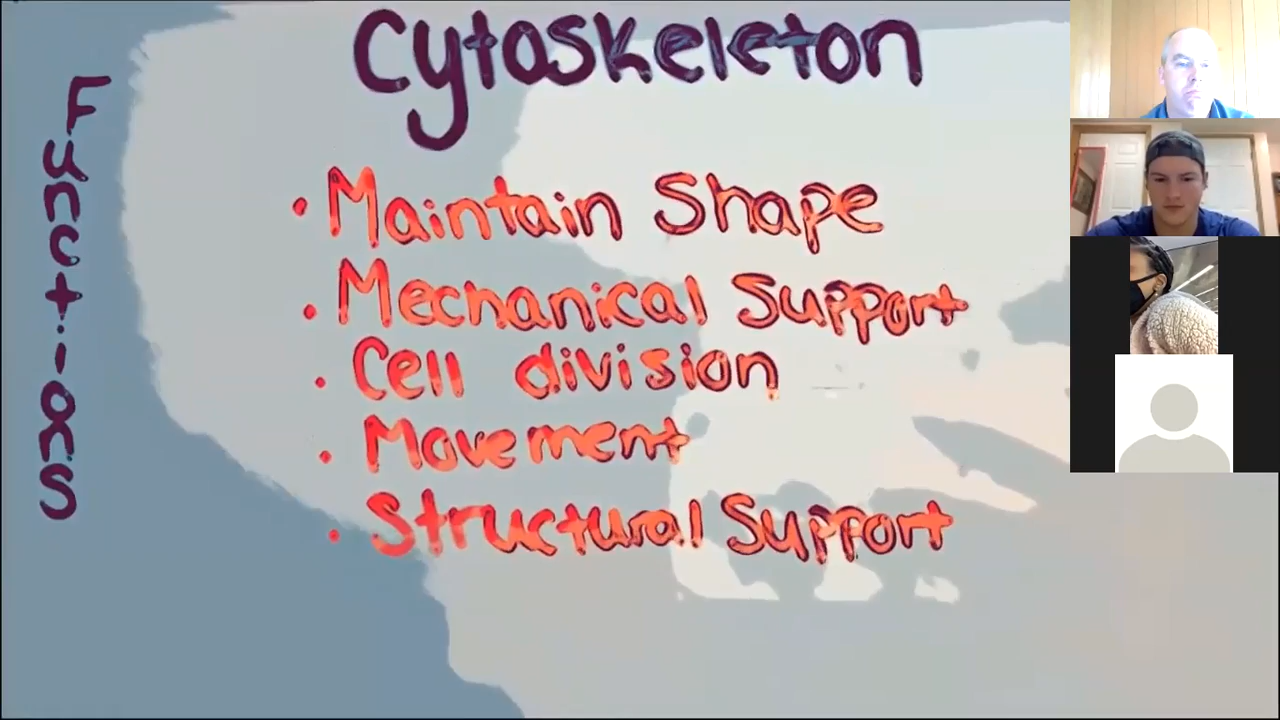 Cytoskeleton
Functions
• Maintain Shape
• Mechanical Support
• Cell division
• Movement
• Structural Support